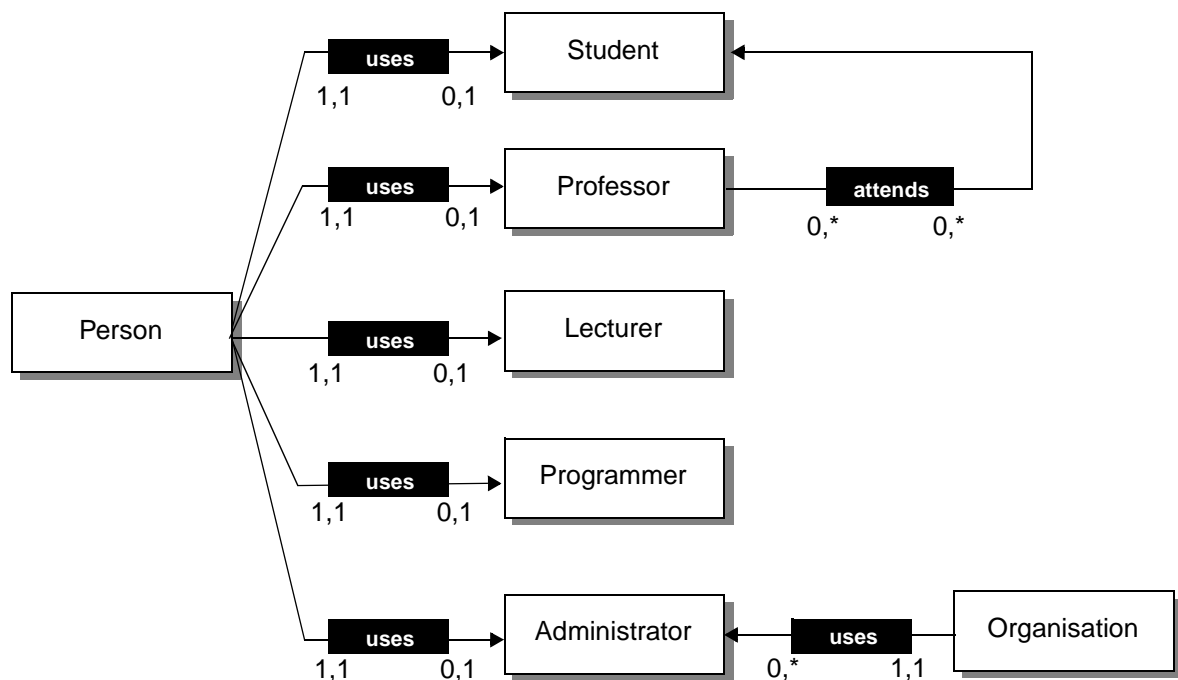 uses
Student
1,1
0,1
uses
Professor
attends
1,1
0,1
0,*
0,*
Person
uses
Lecturer
1,1
0,1
uses
Programmer
1,1
0,1
uses
Administrator
uses
Organisation
1,1
0,1
0,*
1,1